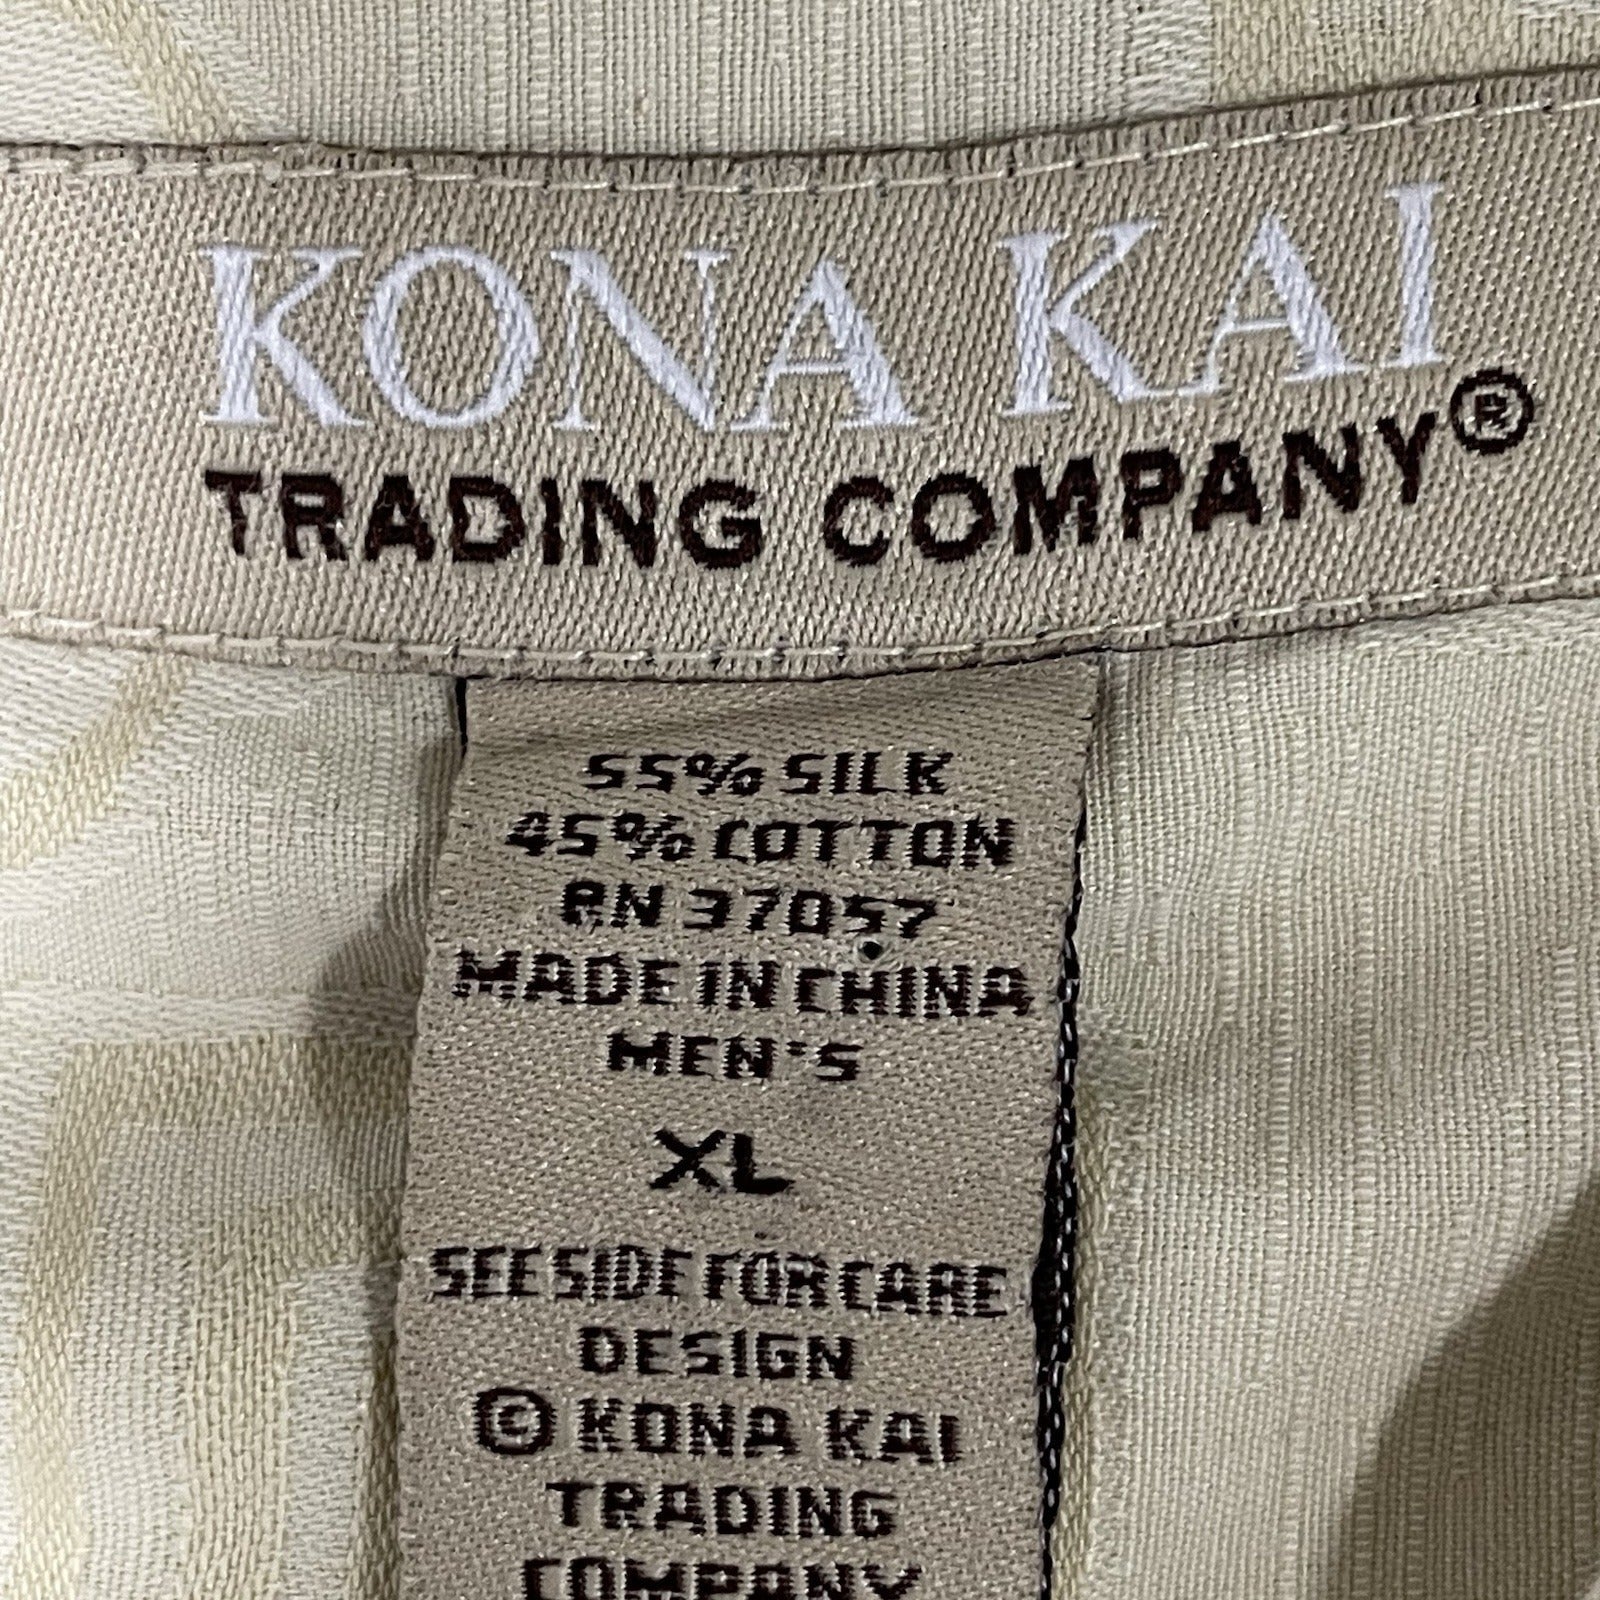 KONA KAI
TRADING COMPANY®
55% SILK
45% COTTON
RN 37057
MADE IN CHINA
MEN'S
XL
SEE SIDE FOR CARE
DESIGN
© KONA KAI
TRADING
COMPANY